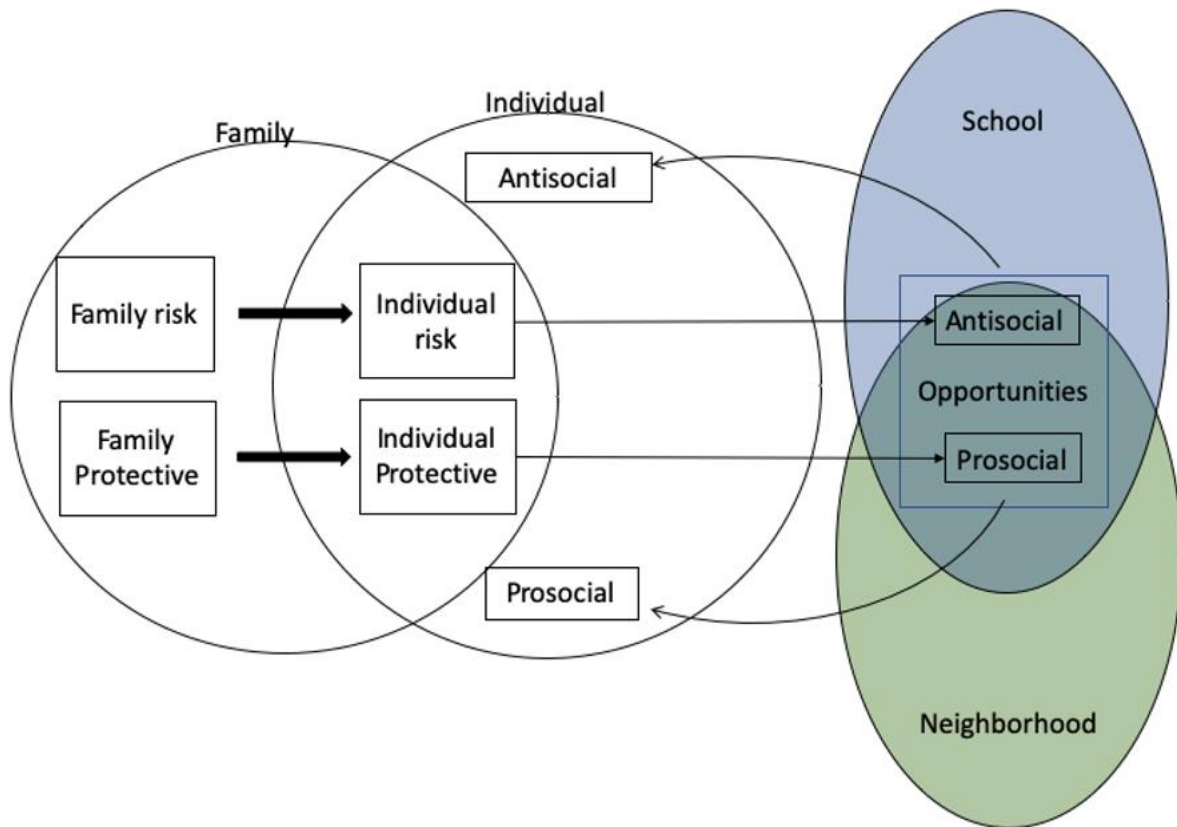 Individual
Family
School
Antisocial
Family risk
Individual
risk
Antisocial
Opportunities
Family
Protective
Individual
Protective
Prosocial
Prosocial
Neighborhood